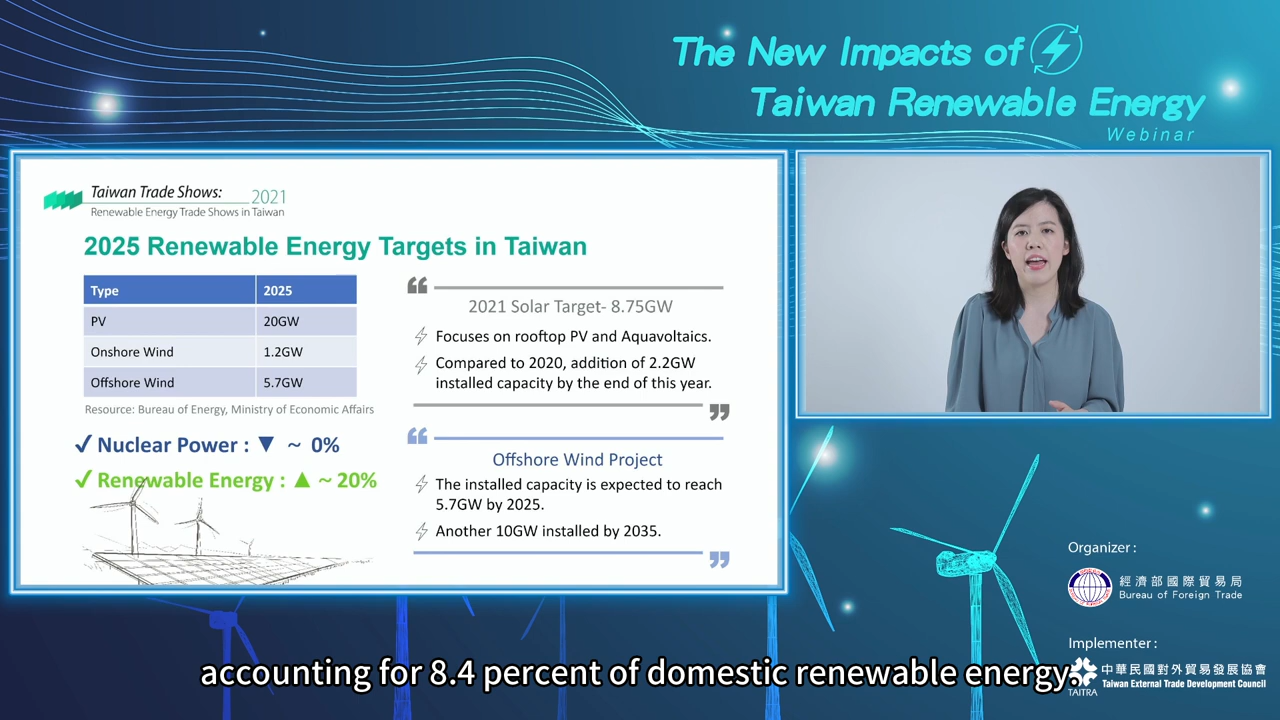 The New Impacts of
Taiwan Renewable Energy
Webinar
Taiwan Trade Shows: 2021
Renewable Energy Trade Shows in Taiwan
2025 Renewable Energy Targets in Taiwan
Type 2025
PV 20GW
Onshore Wind 1.2GW
Offshore Wind 5.7GW
Resource: Bureau of Energy, Ministry of Economic Affairs
✓ Nuclear Power : ▼ ~ 0%
✓ Renewable Energy : ▲ ~ 20%
2021 Solar Target- 8.75GW
Focuses on rooftop PV and Aquavoltaics.
Compared to 2020, addition of 2.2GW
installed capacity by the end of this year.
Offshore Wind Project
The installed capacity is expected to reach
5.7GW by 2025.
Another 10GW installed by 2035.
Organizer :
經濟部國際貿易局
Bureau of Foreign Trade
Implementer :
中華民國對外貿易發展協會
Taiwan External Trade Development Council
TAITRA
accounting for 8.4 percent of domestic renewable energy.